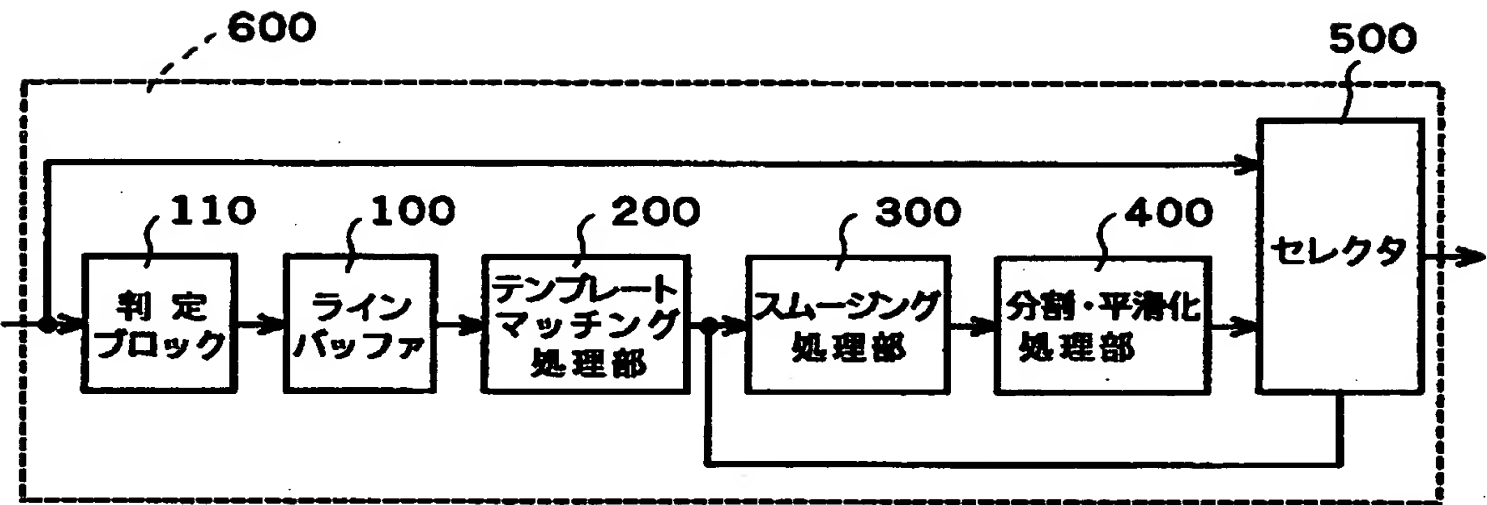 600
500
110
100
200
300
400
判定
ブロック
ライン
バッファ
テンプレート
マッチング
処理部
スムージング
処理部
分割・平滑化
処理部
セレクタ